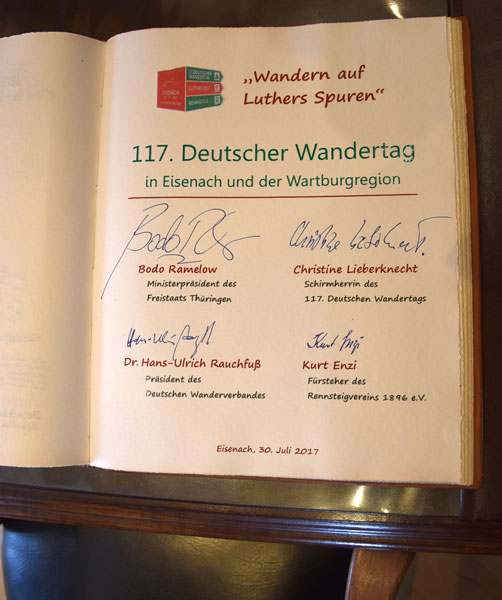 „Wandern auf
Luthers Spuren“
EISENACH
117. Deutscher Wandertag
in Eisenach und der Wartburgregion
Bodo Ramelow
Ministerpräsident des
Freistaats Thüringen
Christine Lieberknecht
Schirmherrin des
117. Deutschen Wandertags
Dr. Hans-Ulrich Rauchfuß
Präsident des
Deutschen Wanderverbandes
Kurt Enzi
Fürsteher des
Rennsteigvereins 1896 e.V.
Eisenach, 30. Juli 2017